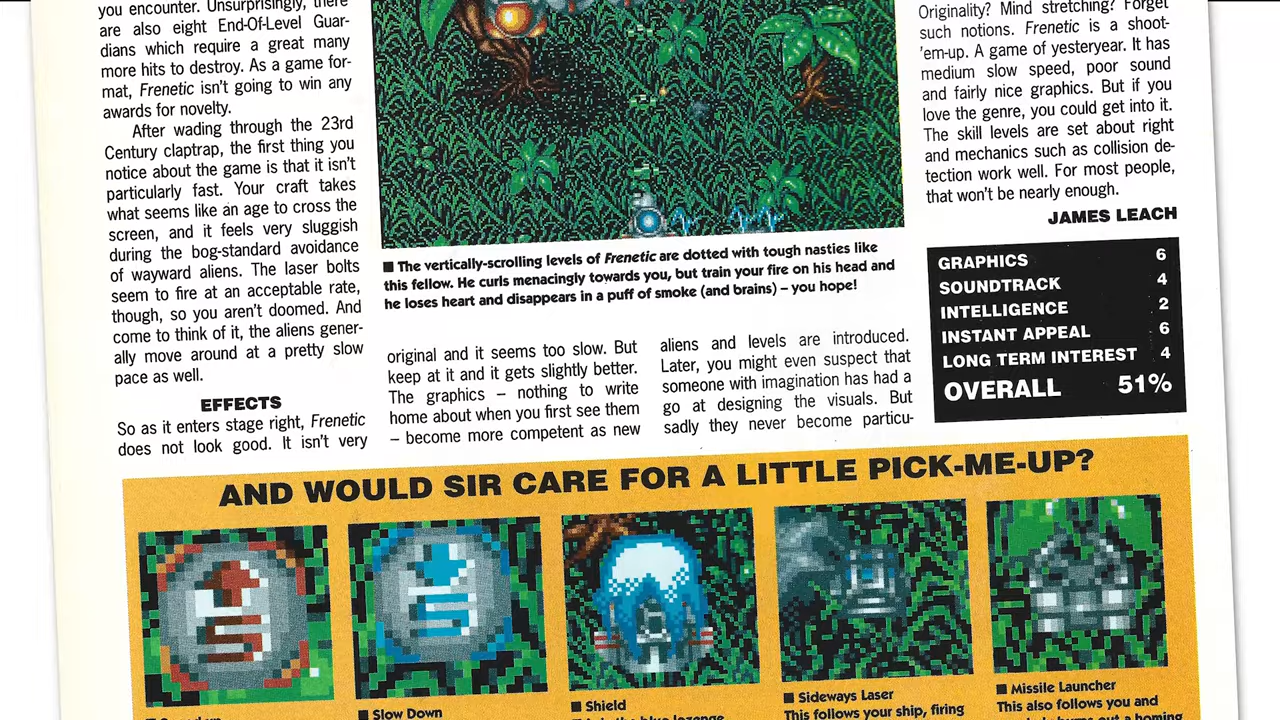 you encounter. Unsurprisingly, there
are also eight End-Of-Level Guar-
dians which require a great many
more hits to destroy. As a game for-
mat, Frenetic isn't going to win any
awards for novelty.
After wading through the 23rd
Century claptrap, the first thing you
notice about the game is that it isn't
particularly fast. Your craft takes
what seems like an age to cross the
screen, and it feels very sluggish
during the bog-standard avoidance
of wayward aliens. The laser bolts
seem to fire at an acceptable rate,
though, so you aren't doomed. And
come to think of it, the aliens gener-
ally move around at a pretty slow
pace as well.
EFFECTS
So as it enters stage right, Frenetic
does not look good. It isn't very
■ The vertically-scrolling levels of Frenetic are dotted with tough nasties like
this fellow. He curls menacingly towards you, but train your fire on his head and
he loses heart and disappears in a puff of smoke (and brains) – you hope!
original and it seems too slow. But
keep at it and it gets slightly better.
The graphics – nothing to write
home about when you first see them
– become more competent as new
aliens and levels are introduced.
Later, you might even suspect that
someone with imagination has had a
go at designing the visuals. But
sadly they never become particu-
Originality? Mind stretching? Forget
such notions. Frenetic is a shoot-
'em-up. A game of yesteryear. It has
medium slow speed, poor sound
and fairly nice graphics. But if you
love the genre, you could get into it.
The skill levels are set about right
and mechanics such as collision de-
tection work well. For most people,
that won't be nearly enough.
JAMES LEACH
GRAPHICS 6
SOUNDTRACK 4
INTELLIGENCE 2
INSTANT APPEAL 6
LONG TERM INTEREST 4
OVERALL 51%
AND WOULD SIR CARE FOR A LITTLE PICK-ME-UP?
■ Slow Down
■ Shield
■ Sideways Laser
This follows your ship, firing
■ Missile Launcher
This also follows you and